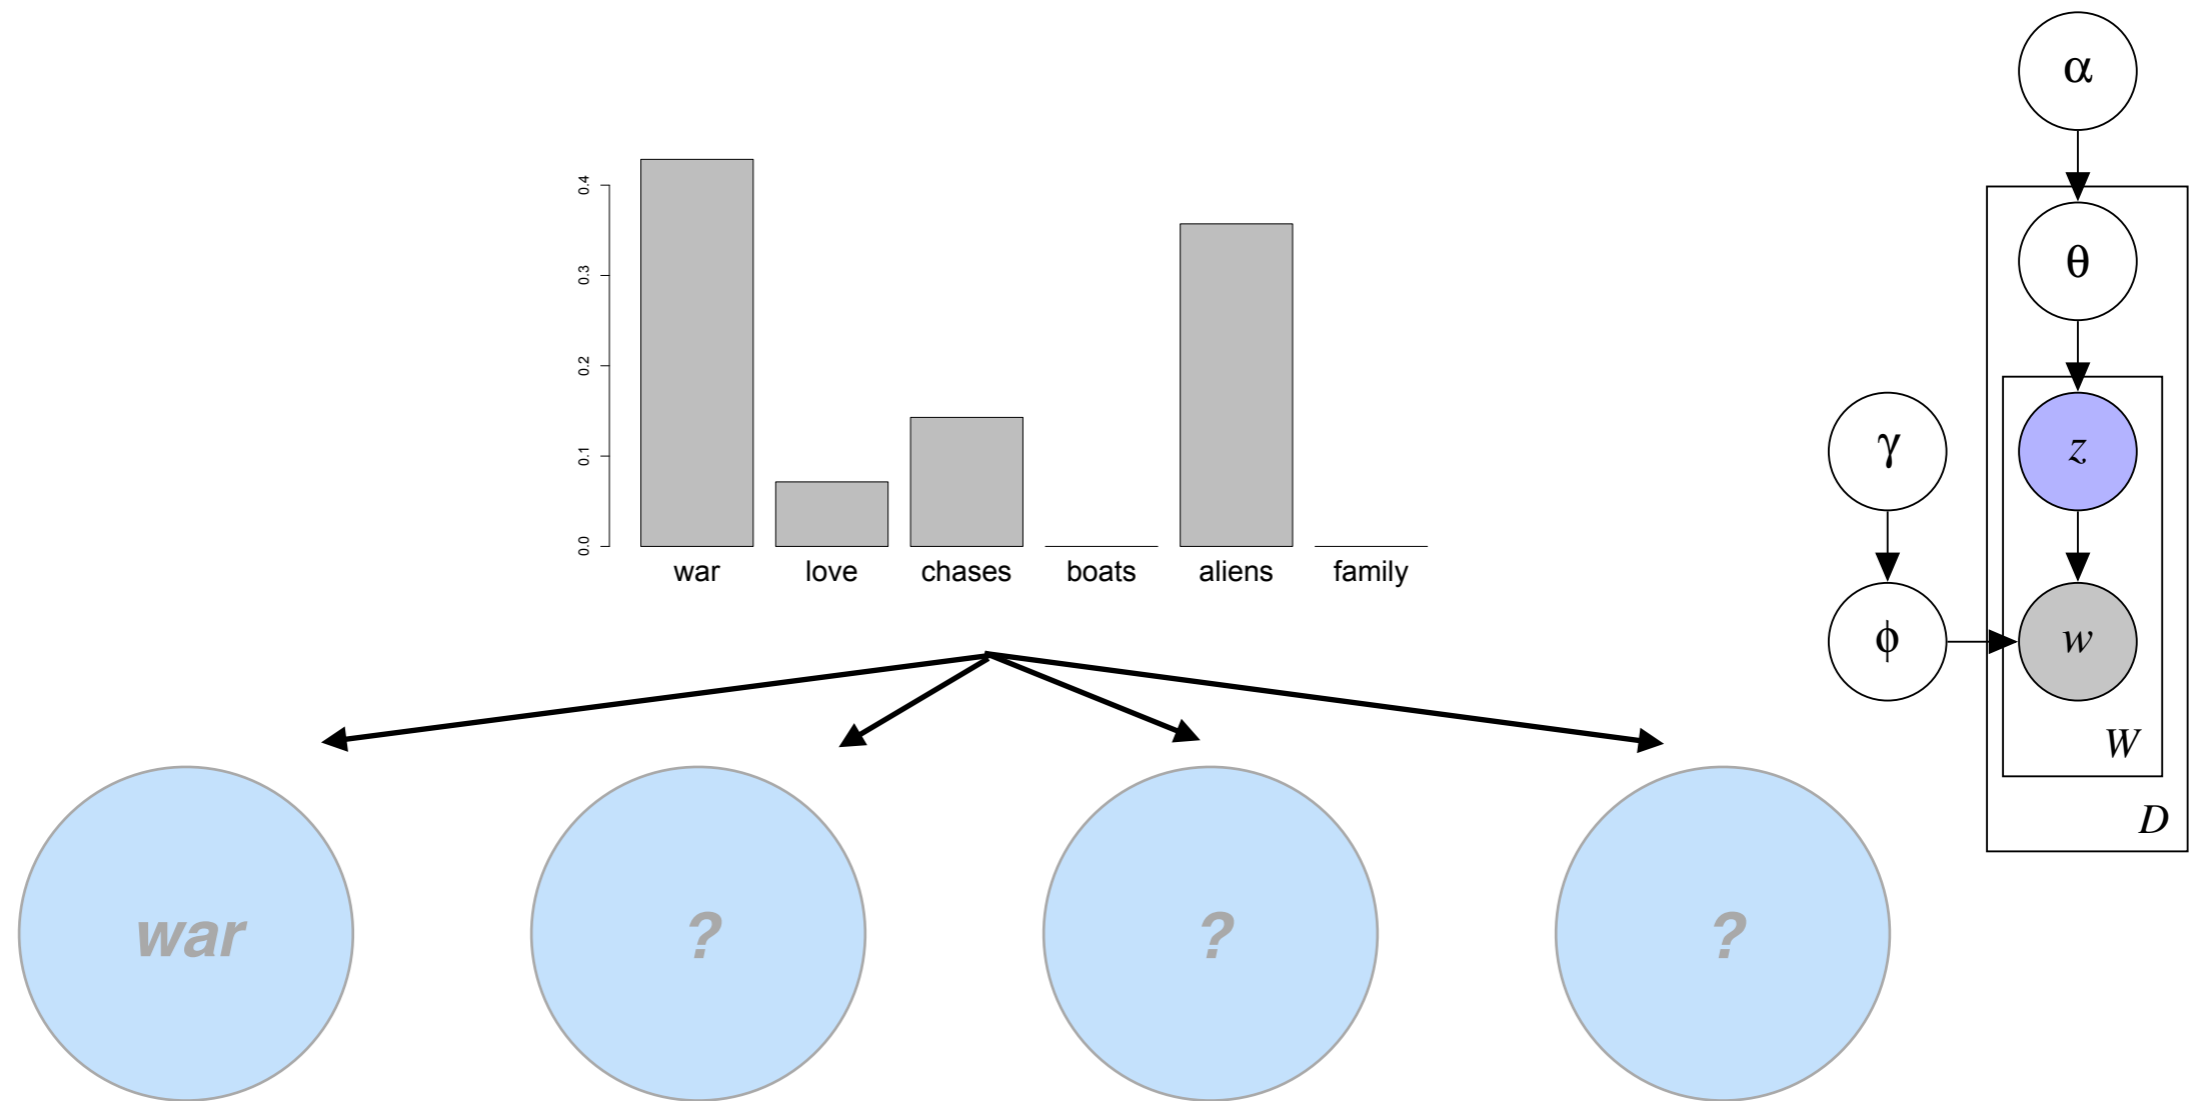 0.4
0.3
0.2
0.1
0.0
war love chases boats aliens family
war ? ? ?
α
θ
γ z
ϕ w
W
D